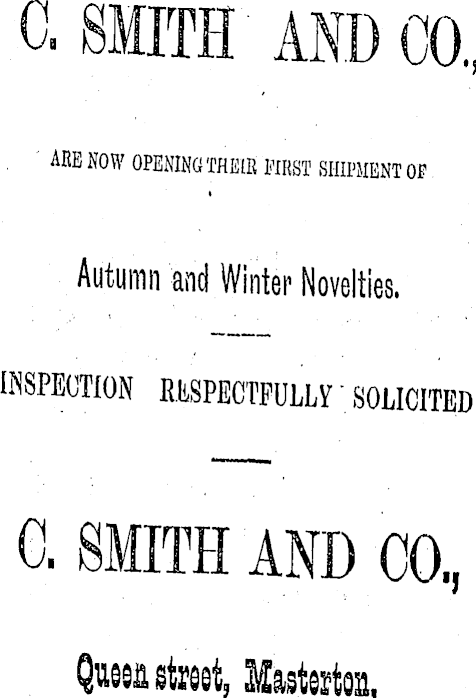 C. SMITH AND CO.,
ARE NOW OPENING THEIR FIRST SHIPMENT OF
Autumn and Winter Novelties.
INSPECTION RESPECTFULLY SOLICITED
C. SMITH AND CO.,
Queen street, Masterton.